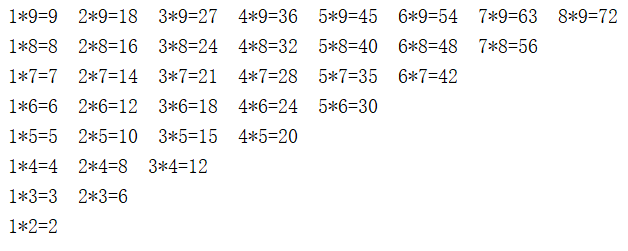 1*9=9 2*9=18 3*9=27 4*9=36 5*9=45 6*9=54 7*9=63 8*9=72
1*8=8 2*8=16 3*8=24 4*8=32 5*8=40 6*8=48 7*8=56
1*7=7 2*7=14 3*7=21 4*7=28 5*7=35 6*7=42
1*6=6 2*6=12 3*6=18 4*6=24 5*6=30
1*5=5 2*5=10 3*5=15 4*5=20
1*4=4 2*4=8 3*4=12
1*3=3 2*3=6
1*2=2